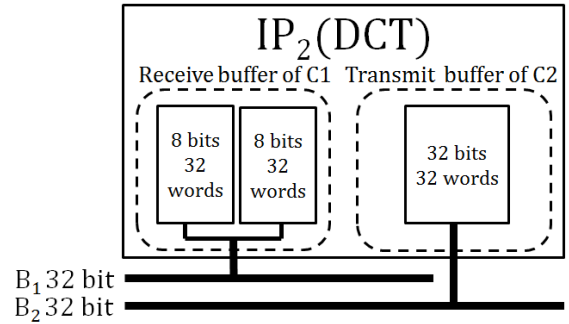 IP2(DCT)
Receive buffer of C1
Transmit buffer of C2
8 bits
32
words
8 bits
32
words
32 bits
32 words
B1 32 bit
B2 32 bit